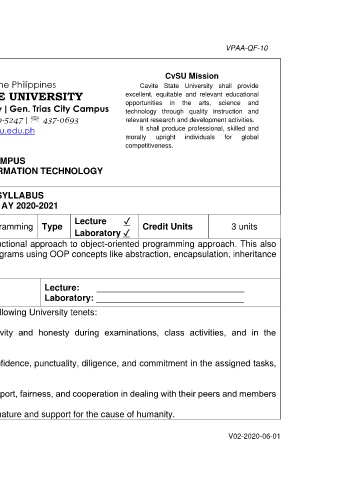 VPAA-QF-10
CvSU Mission
Cavite State University shall provide
excellent, equitable and relevant educational
opportunities in the arts, science and
technology through quality instruction and
relevant research and development activities.
It shall produce professional, skilled and
morally upright individuals for global
competitiveness.
he Philippines
E UNIVERSITY
y | Gen. Trias City Campus
-5247 | ☏ 437-0693
u.edu.ph
MPUS
RMATION TECHNOLOGY
SYLLABUS
AY 2020-2021
ramming Type Lecture ✓ Credit Units 3 units
Laboratory ✓
nctional approach to object-oriented programming approach. This also
grams using OOP concepts like abstraction, encapsulation, inheritance
Lecture:
Laboratory:
llowing University tenets:
vity and honesty during examinations, class activities, and in the
nfidence, punctuality, diligence, and commitment in the assigned tasks,
port, fairness, and cooperation in dealing with their peers and members
nature and support for the cause of humanity.
V02-2020-06-01